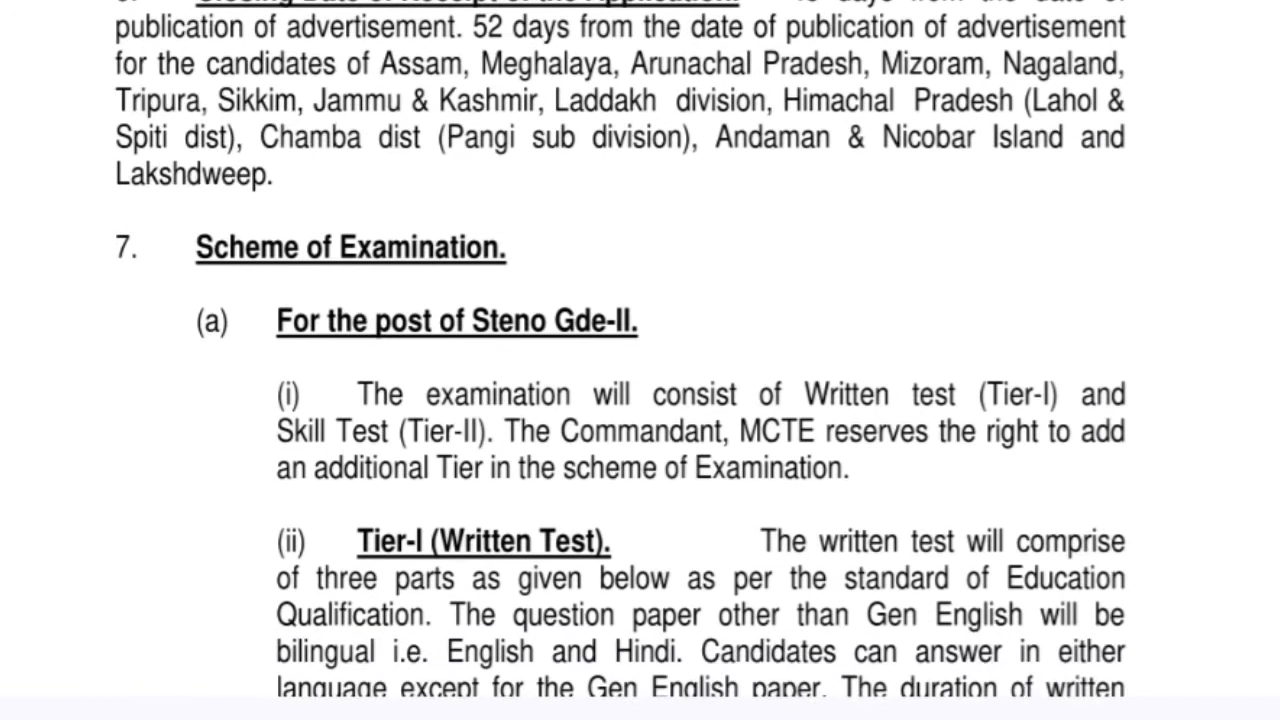 publication of advertisement. 52 days from the date of publication of advertisement
for the candidates of Assam, Meghalaya, Arunachal Pradesh, Mizoram, Nagaland,
Tripura, Sikkim, Jammu & Kashmir, Laddakh division, Himachal Pradesh (Lahol &
Spiti dist), Chamba dist (Pangi sub division), Andaman & Nicobar Island and
Lakshdweep.
7. Scheme of Examination.
(a) For the post of Steno Gde-II.
(i) The examination will consist of Written test (Tier-I) and
Skill Test (Tier-II). The Commandant, MCTE reserves the right to add
an additional Tier in the scheme of Examination.
(ii) Tier-I (Written Test). The written test will comprise
of three parts as given below as per the standard of Education
Qualification. The question paper other than Gen English will be
bilingual i.e. English and Hindi. Candidates can answer in either
language except for the Gen English paper. The duration of written